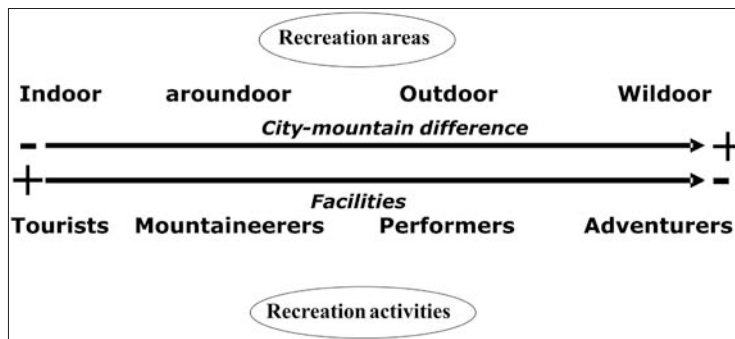 Recreation areas
Indoor aroundoor Outdoor Wildoor
City-mountain difference
- +
+ -
Facilities
Tourists Mountaineerers Performers Adventurers
Recreation activities